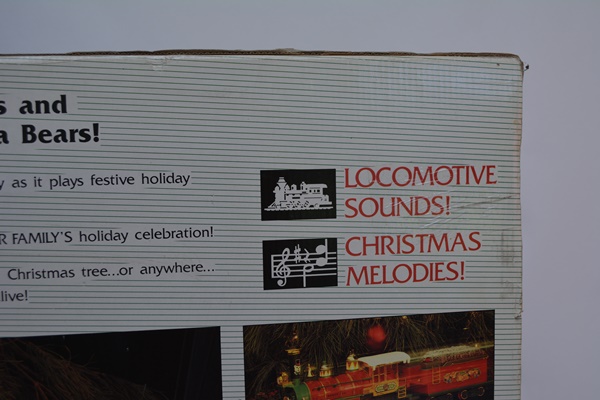 s and
a Bears!
y as it plays festive holiday
R FAMILY'S holiday celebration!
Christmas tree...or anywhere...
live!
LOCOMOTIVE
SOUNDS!
CHRISTMAS
MELODIES!